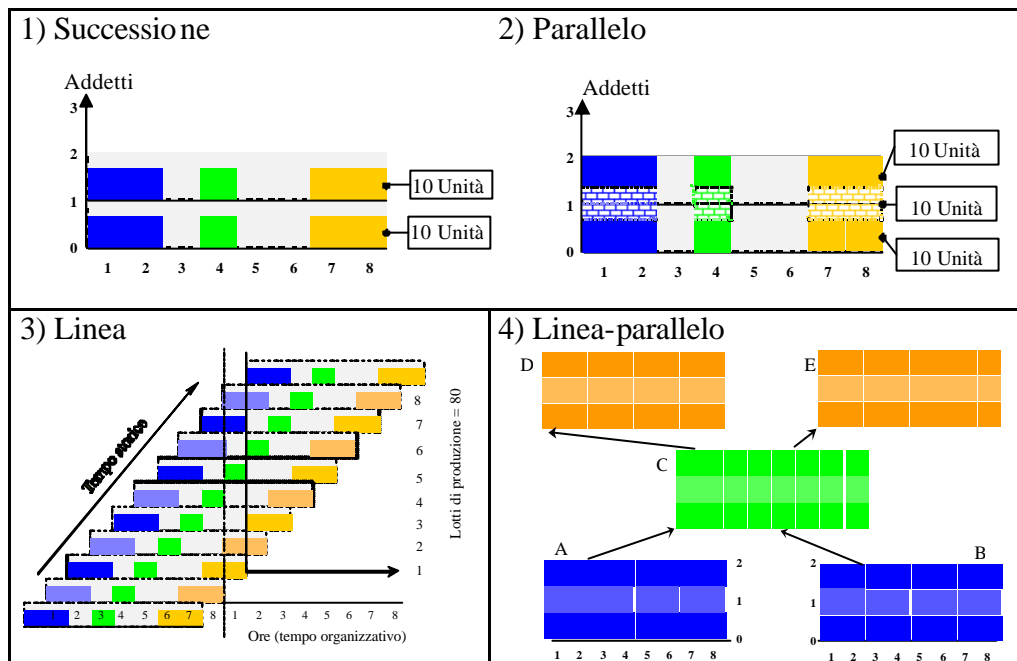 1) Successione
Addetti
3
2
1
0
10 Unità
10 Unità
1 2 3 4 5 6 7 8
2) Parallelo
Addetti
3
2
1
0
10 Unità
10 Unità
10 Unità
1 2 3 4 5 6 7 8
3) Linea
Tempo storico
8
7
6
5
4
3
2
1
Lotti di produzione = 80
1 2 3 4 5 6 7 8 1 2 3 4 5 6 7 8
Ore (tempo organizzativo)
4) Linea-parallelo
D
E
C
A
B
2
1
0
1 2 3 4 5 6 7 8
2
1
0
1 2 3 4 5 6 7 8